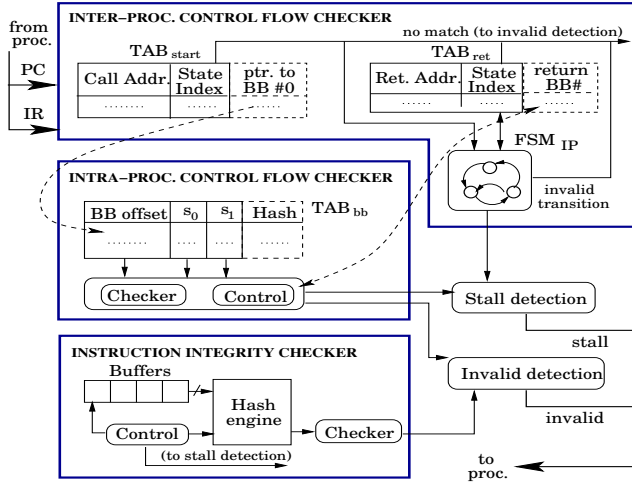 INTER-PROC. CONTROL FLOW CHECKER
from
proc.
PC
IR
no match (to invalid detection)
TAB start
Call Addr.
State
Index
ptr. to
BB #0
........
......
......
TAB ret
Ret. Addr.
State
Index
return
BB#
......
......
......
FSM IP
invalid
transition
INTRA-PROC. CONTROL FLOW CHECKER
BB offset
s0
s1
Hash
TAB bb
........
....
....
......
Checker
Control
Stall detection
stall
INSTRUCTION INTEGRITY CHECKER
Buffers
Hash
engine
Control
Checker
(to stall detection)
Invalid detection
invalid
to
proc.